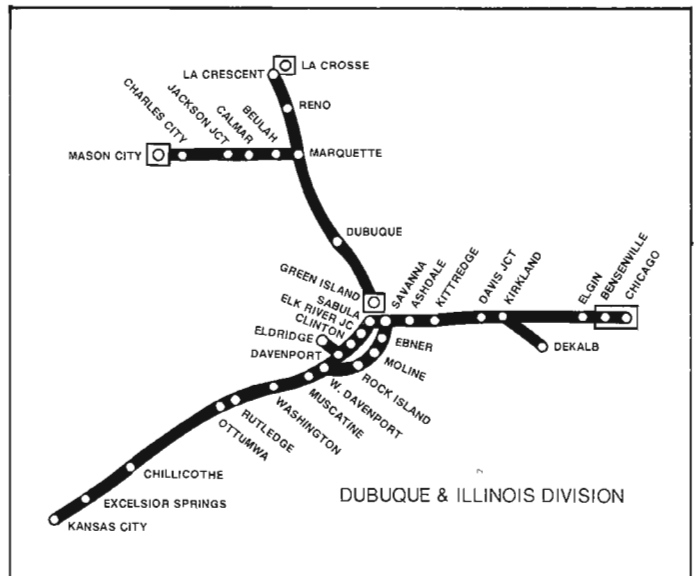 LA CROSSE
LA CRESCENT
RENO
CHARLES CITY
JACKSON JCT
CALMAR
BEULAH
MASON CITY
MARQUETTE
DUBUQUE
GREEN ISLAND
SABULA
ELK RIVER JC
CLINTON
ELDRIDGE
DAVENPORT
SAVANNA
ASHDALE
KITTREDGE
DAVIS JCT
KIRKLAND
ELGIN
BENSENVILLE
CHICAGO
DEKALB
EBNER
MOLINE
ROCK ISLAND
W. DAVENPORT
MUSCATINE
WASHINGTON
RUTLEDGE
OTTUMWA
CHILLICOTHE
EXCELSIOR SPRINGS
KANSAS CITY
DUBUQUE & ILLINOIS DIVISION